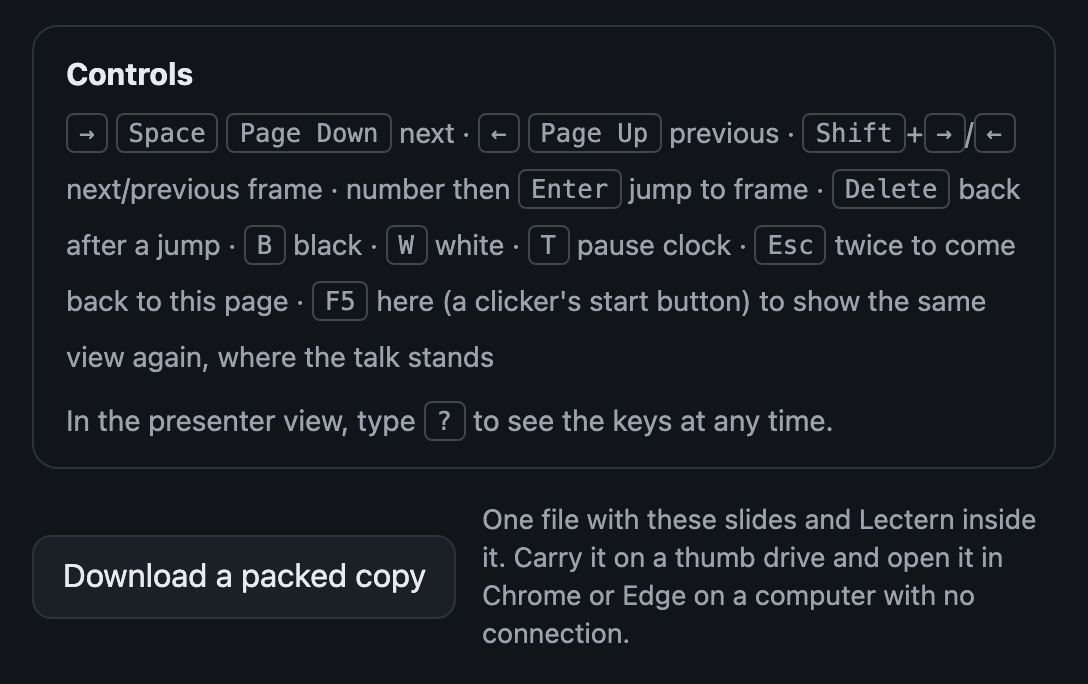 Controls
→ Space Page Down next · ← Page Up previous · Shift+→/←
next/previous frame · number then Enter jump to frame · Delete back
after a jump · B black · W white · T pause clock · Esc twice to come
back to this page · F5 here (a clicker's start button) to show the same
view again, where the talk stands
In the presenter view, type ? to see the keys at any time.
Download a packed copy
One file with these slides and Lectern inside
it. Carry it on a thumb drive and open it in
Chrome or Edge on a computer with no
connection.